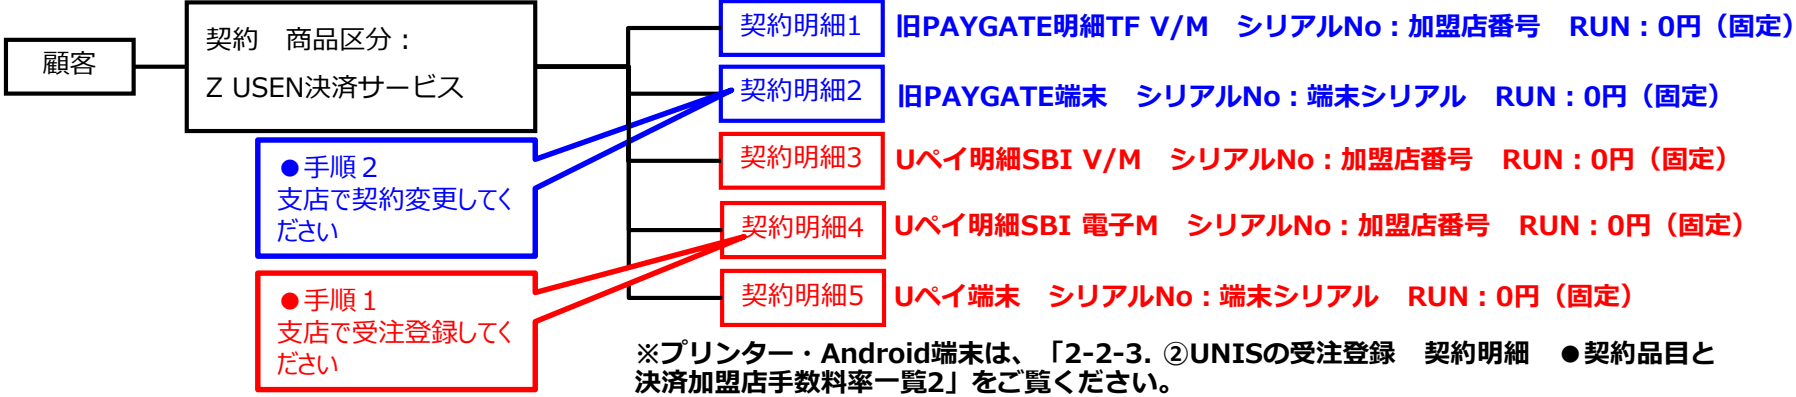 顧客
契約　商品区分：
Z USEN決済サービス
契約明細1　旧PAYGATE明細TF V/M　シリアルNo：加盟店番号　RUN：0円（固定）
契約明細2　旧PAYGATE端末　シリアルNo：端末シリアル　RUN：0円（固定）
契約明細3　Uペイ明細SBI V/M　シリアルNo：加盟店番号　RUN：0円（固定）
契約明細4　Uペイ明細SBI 電子M　シリアルNo：加盟店番号　RUN：0円（固定）
契約明細5　Uペイ端末　シリアルNo：端末シリアル　RUN：0円（固定）
●手順２
支店で契約変更してく
ださい
●手順１
支店で受注登録してく
ださい
※プリンター・Android端末は、「2-2-3. ②UNISの受注登録　契約明細　●契約品目と
決済加盟店手数料率一覧2」をご覧ください。